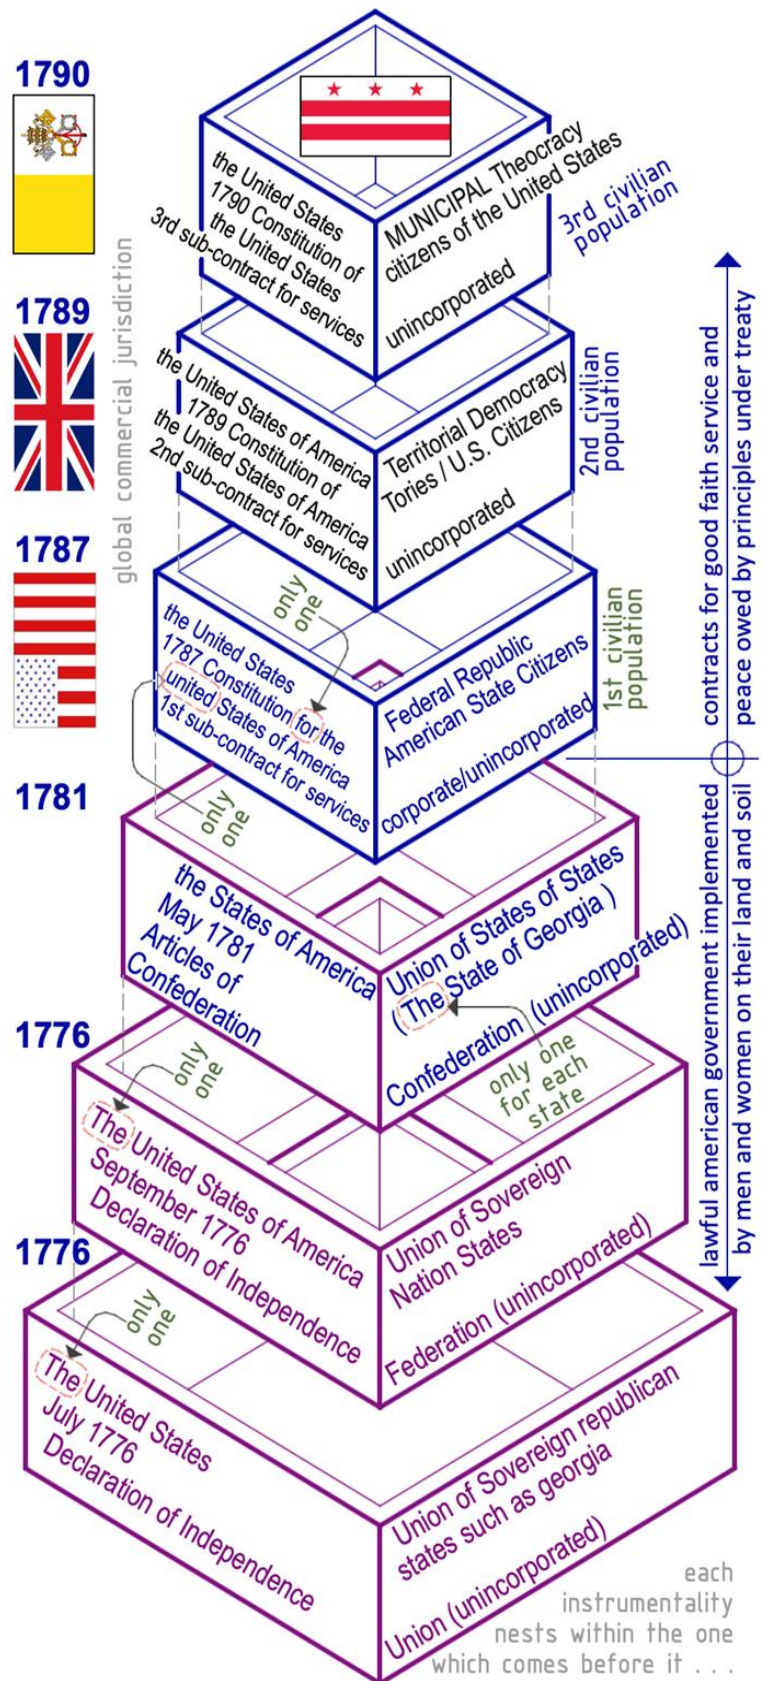 1790
the United States
1790 Constitution of
the United States
3rd sub-contract for services
MUNICIPAL Theocracy
citizens of the United States
unincorporated
3rd civilian
population
global commercial jurisdiction
1789
the United States of America
1789 Constitution of
the United States of America
2nd sub-contract for services
Territorial Democracy
Tories / U.S. Citizens
unincorporated
2nd civilian
population
contracts for good faith service and
peace owed by principles under treaty
1787
only
one
the United States
1787 Constitution for the
united States of America
1st sub-contract for services
Federal Republic
American State Citizens
corporate/unincorporated
1st civilian
population
1781
only
one
the States of America
May 1781
Articles of
Confederation
Union of States of States
(The State of Georgia )
Confederation (unincorporated)
only one
for each
state
lawful american government implemented
by men and women on their land and soil
1776
only
one
The United States of America
September 1776
Declaration of Independence
Union of Sovereign
Nation States
Federation (unincorporated)
1776
only
one
The United States
July 1776
Declaration of Independence
Union of Sovereign republican
states such as georgia
Union (unincorporated)
each
instrumentality
nests within the one
which comes before it . . .